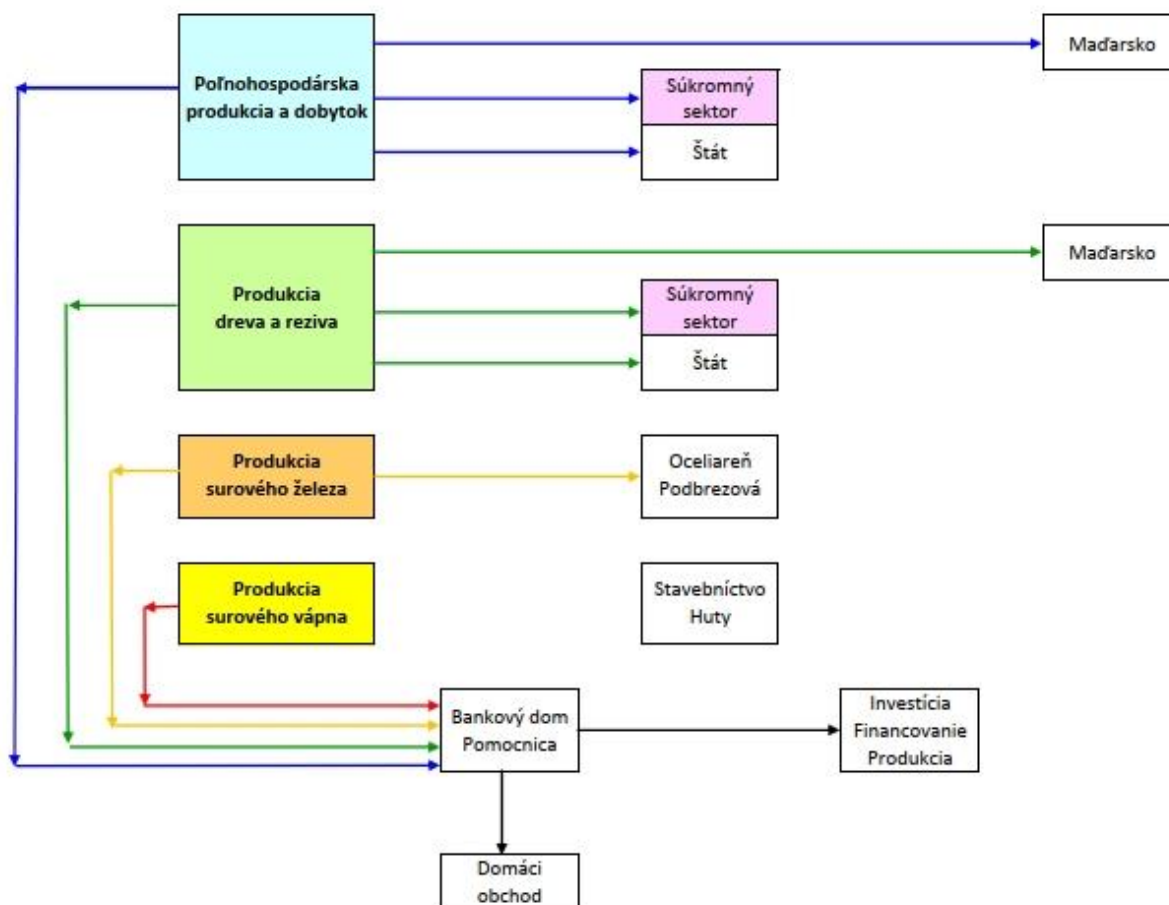 Maďarsko
Poľnohospodárska
produkcia a dobytok
Súkromný
sektor
Štát
Maďarsko
Produkcia
dreva a reziva
Súkromný
sektor
Štát
Produkcia
surového železa
Oceliareň
Podbrezová
Produkcia
surového vápna
Stavebníctvo
Huty
Bankový dom
Pomocnica
Investícia
Financovanie
Produkcia
Domáci
obchod